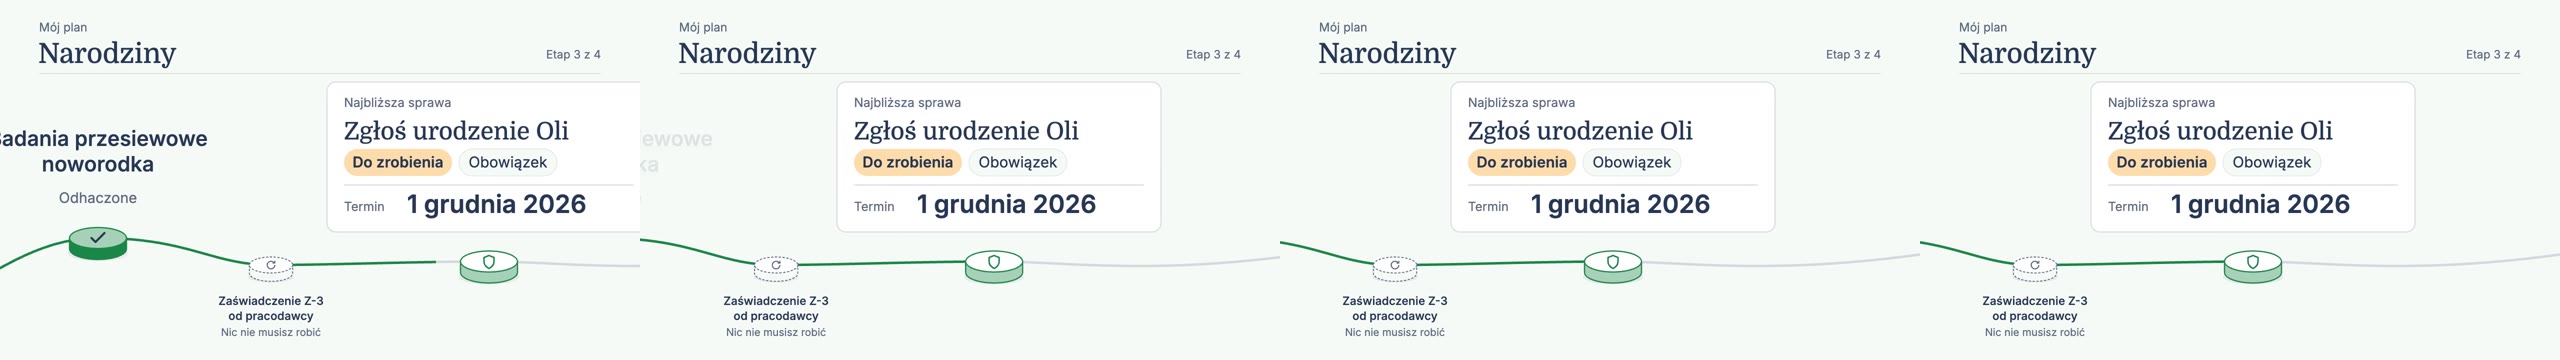 Mój plan
Narodziny
Etap 3 z 4
Badania przesiewowe
noworodka
Odhaczone
Najbliższa sprawa
Zgłoś urodzenie Oli
Do zrobienia
Obowiązek
Termin 1 grudnia 2026
Zaświadczenie Z-3
od pracodawcy
Nic nie musisz robić
Mój plan
Narodziny
Etap 3 z 4
ewowe
ka
Najbliższa sprawa
Zgłoś urodzenie Oli
Do zrobienia
Obowiązek
Termin 1 grudnia 2026
Zaświadczenie Z-3
od pracodawcy
Nic nie musisz robić
Mój plan
Narodziny
Etap 3 z 4
Najbliższa sprawa
Zgłoś urodzenie Oli
Do zrobienia
Obowiązek
Termin 1 grudnia 2026
Zaświadczenie Z-3
od pracodawcy
Nic nie musisz robić
Mój plan
Narodziny
Etap 3 z 4
Najbliższa sprawa
Zgłoś urodzenie Oli
Do zrobienia
Obowiązek
Termin 1 grudnia 2026
Zaświadczenie Z-3
od pracodawcy
Nic nie musisz robić